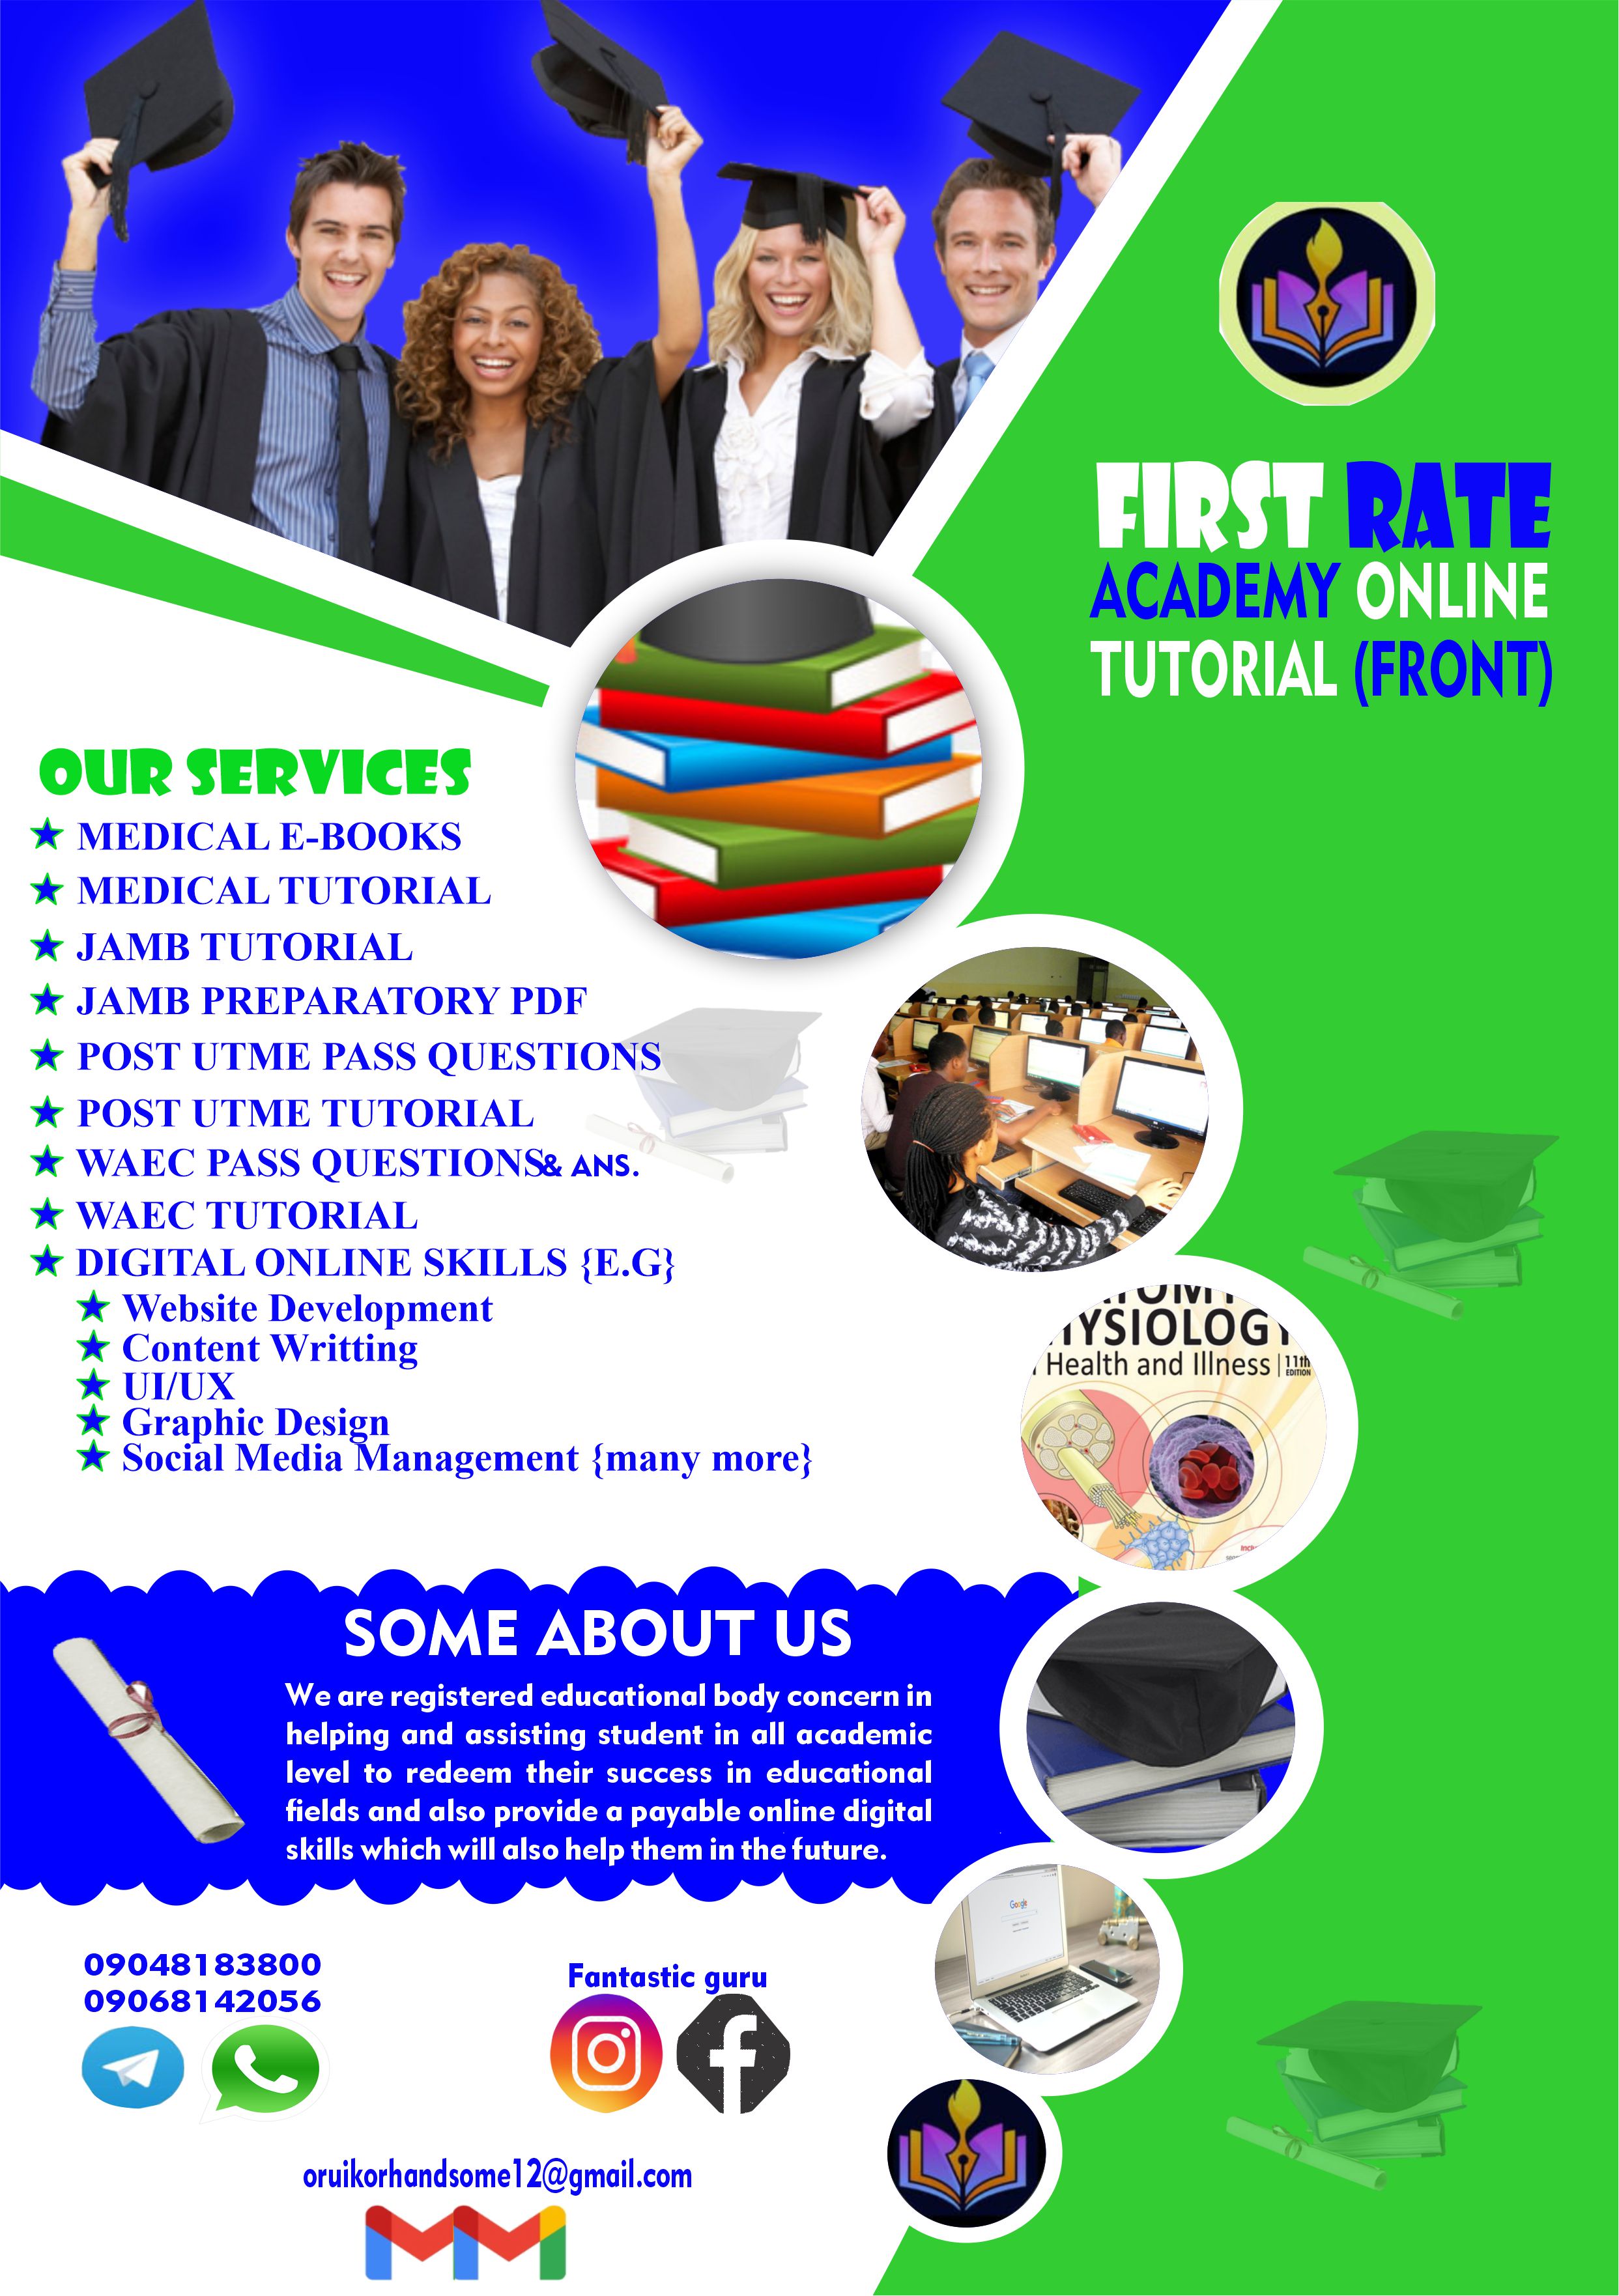 FIRST RATE
ACADEMY ONLINE
TUTORIAL (FRONT)
OUR SERVICES
MEDICAL E-BOOKS
MEDICAL TUTORIAL
JAMB TUTORIAL
JAMB PREPARATORY PDF
POST UTME PASS QUESTIONS
POST UTME TUTORIAL
WAEC PASS QUESTIONS& ANS.
WAEC TUTORIAL
DIGITAL ONLINE SKILLS {E.G}
Website Development
Content Writting
UI/UX
Graphic Design
Social Media Management {many more}
HYSIOLOGY
Health and Illness | 11th
EDITION
SOME ABOUT US
We are registered educational body concern in
helping and assisting student in all academic
level to redeem their success in educational
fields and also provide a payable online digital
skills which will also help them in the future.
Google
09048183800
09068142056
Fantastic guru
oruikorhandsome12@gmail.com